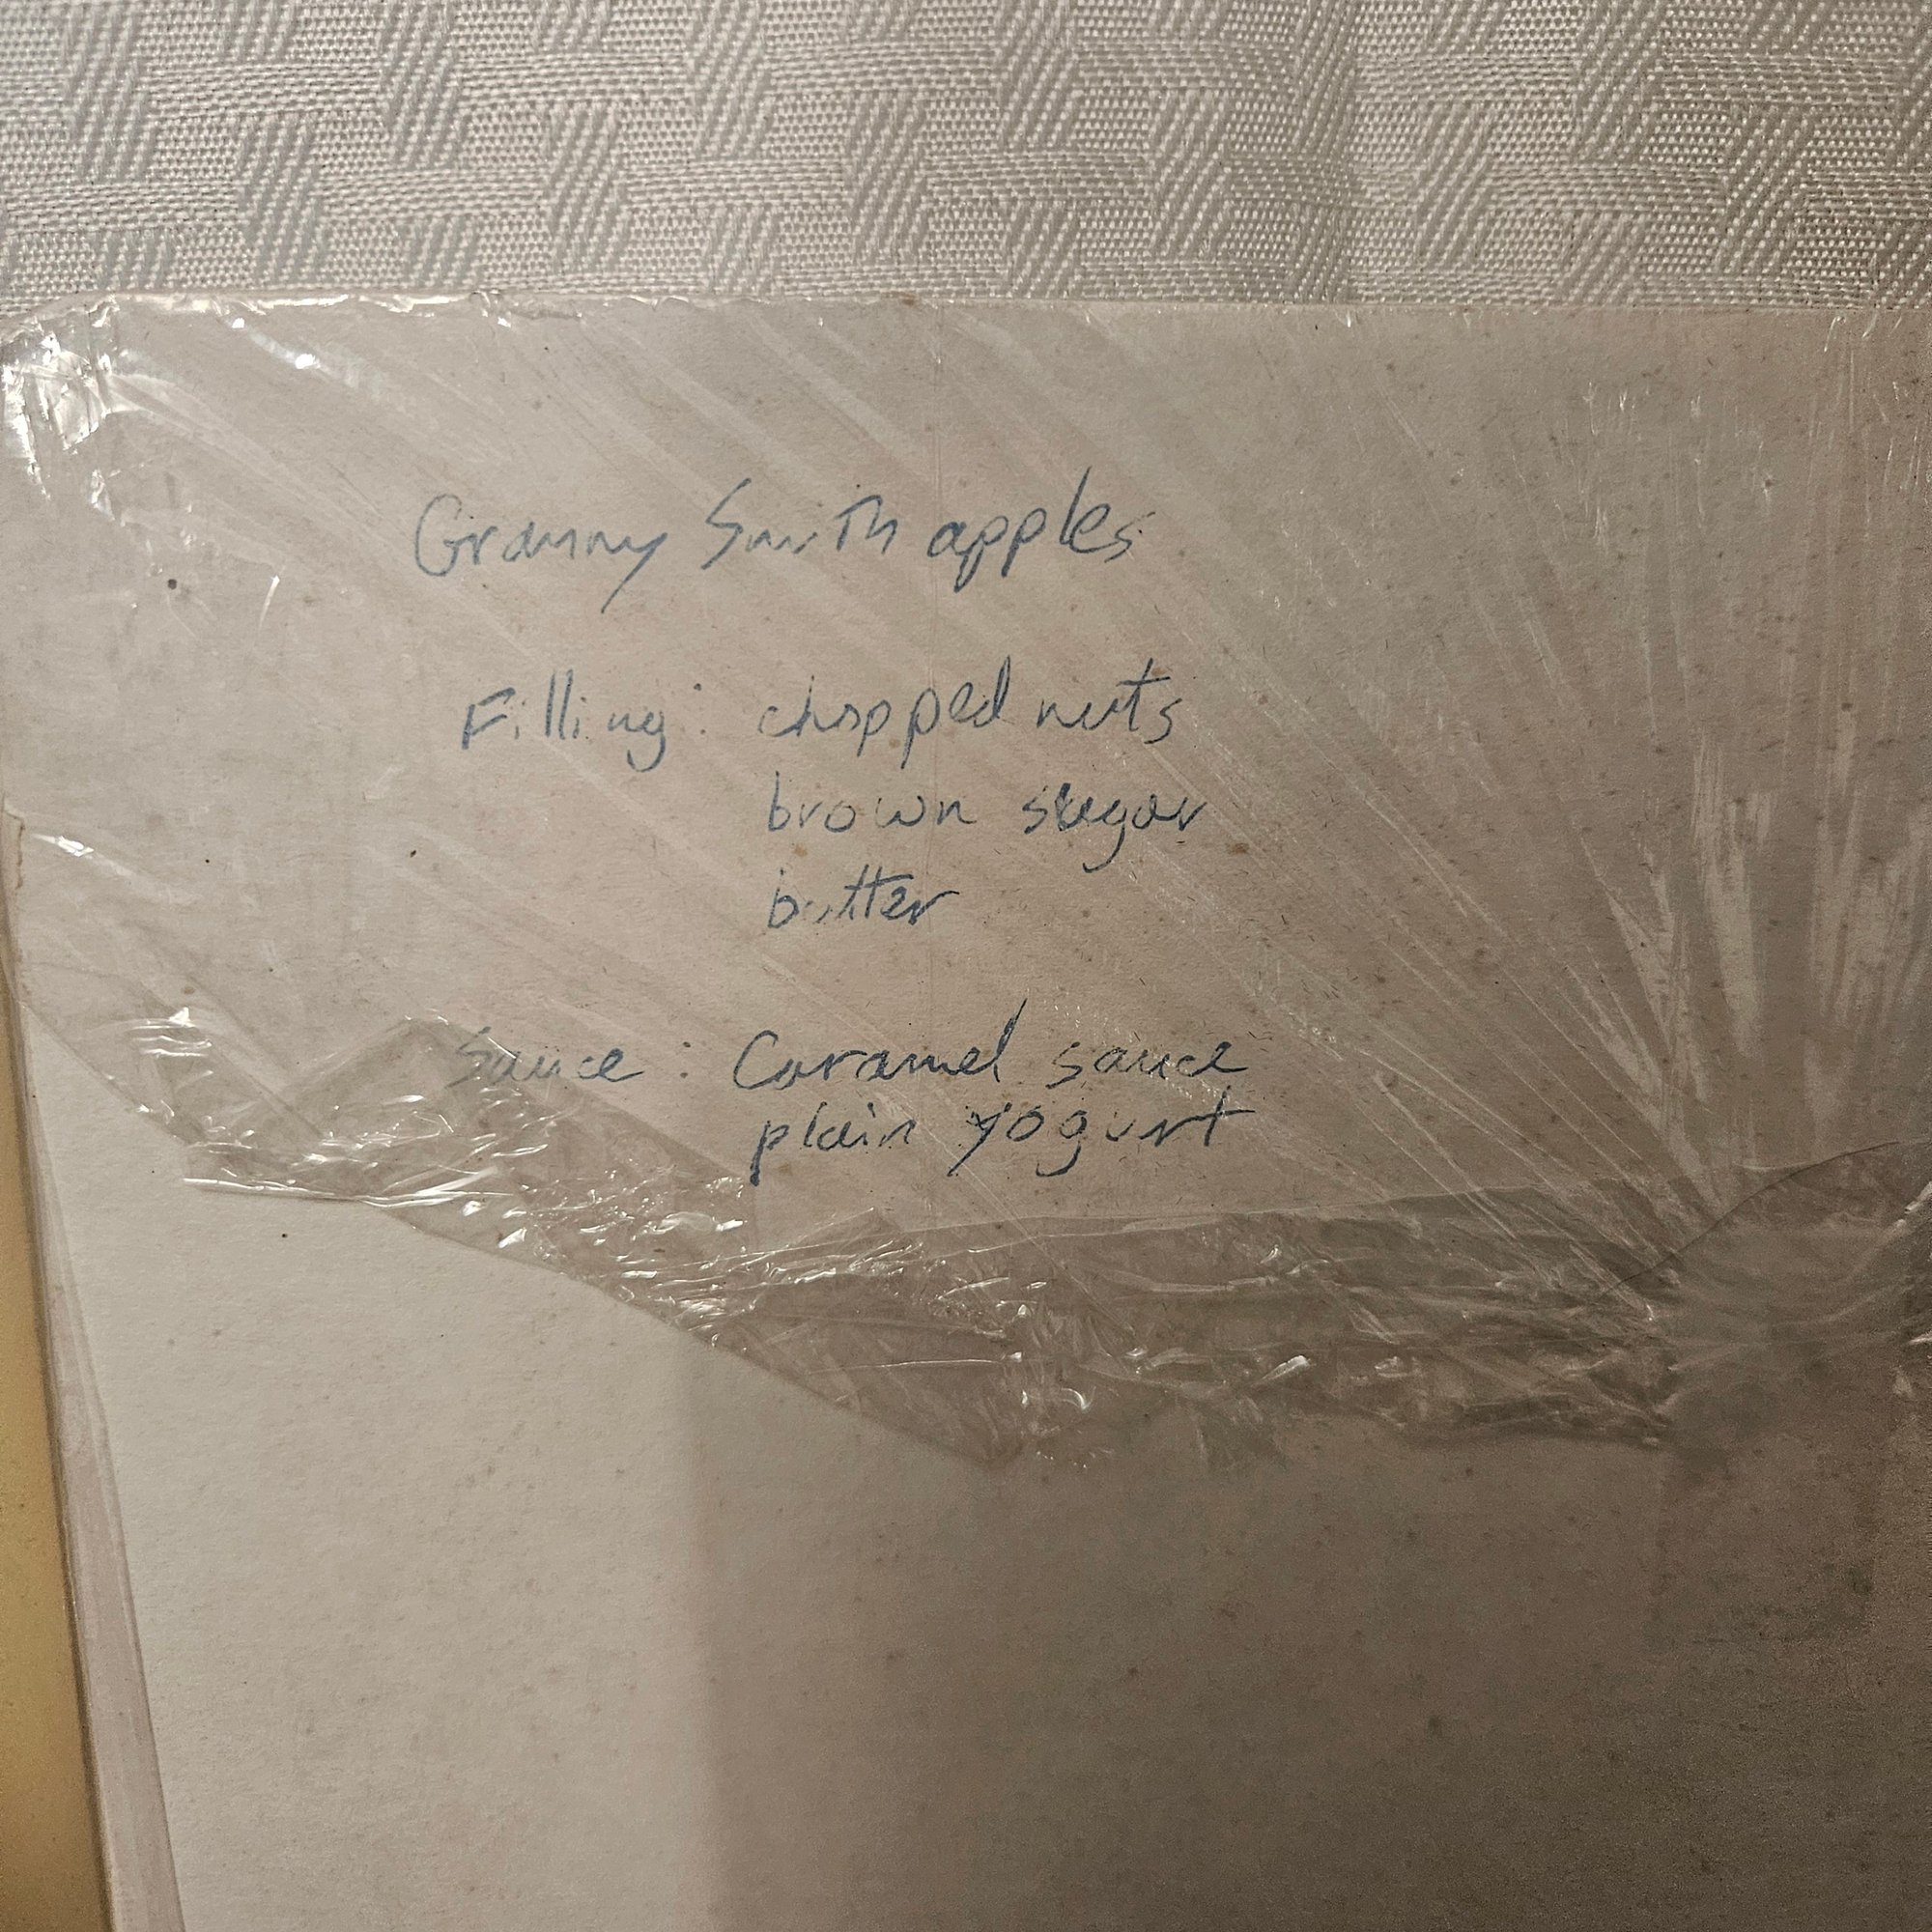 Granny Smith apples
Filling: chopped nuts
brown sugar
butter
Sauce: Caramel sauce
plain yogurt